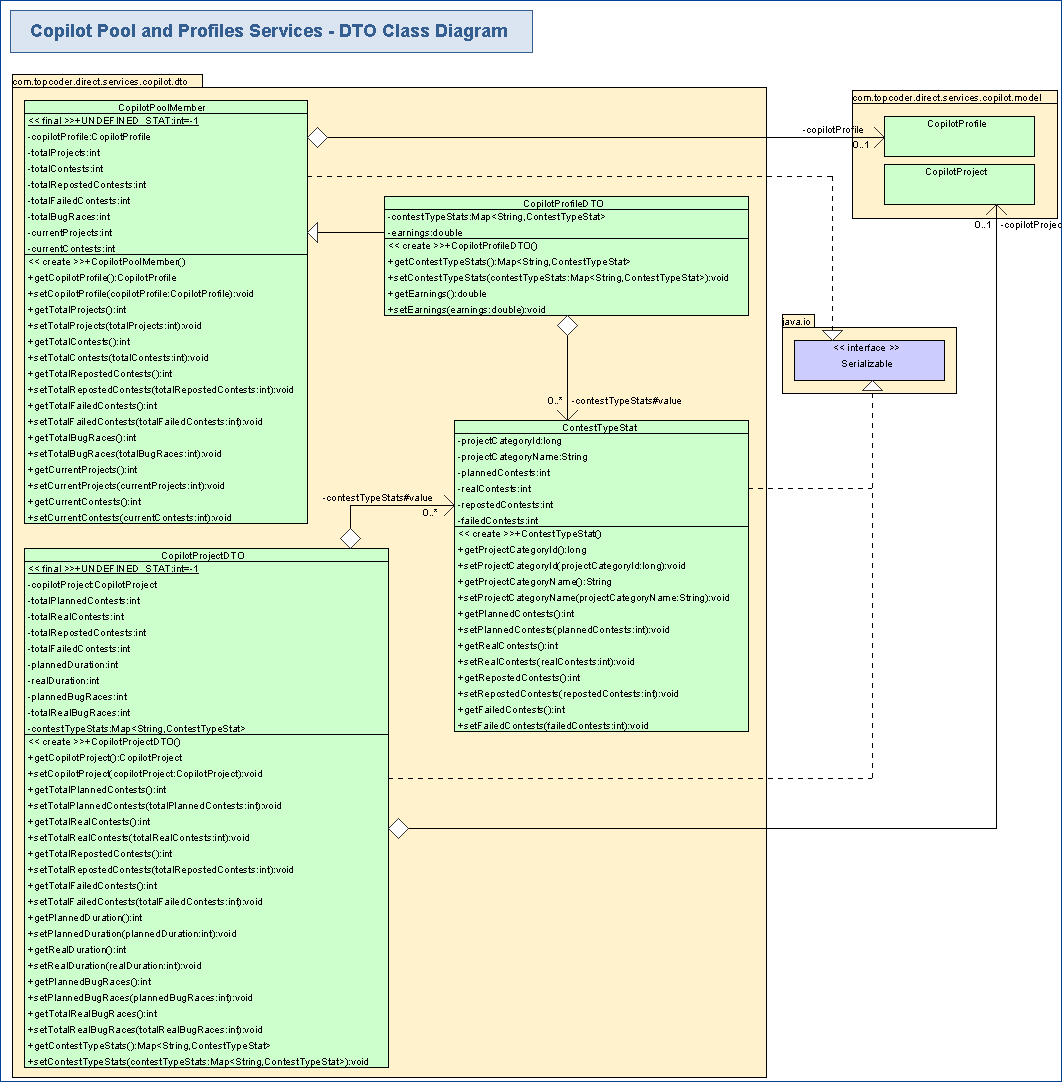 Copilot Pool and Profiles Services - DTO Class Diagram
com.topcoder.direct.services.copilot.dto
CopilotPoolMember
<< final >>+UNDEFINED_STAT:int=-1
-copilotProfile:CopilotProfile
-totalProjects:int
-totalContests:int
-totalRepostedContests:int
-totalFailedContests:int
-totalBugRaces:int
-currentProjects:int
-currentContests:int
<< create >>+CopilotPoolMember()
+getCopilotProfile():CopilotProfile
+setCopilotProfile(copilotProfile:CopilotProfile):void
+getTotalProjects():int
+setTotalProjects(totalProjects:int):void
+getTotalContests():int
+setTotalContests(totalContests:int):void
+getTotalRepostedContests():int
+setTotalRepostedContests(totalRepostedContests:int):void
+getTotalFailedContests():int
+setTotalFailedContests(totalFailedContests:int):void
+getTotalBugRaces():int
+setTotalBugRaces(totalBugRaces:int):void
+getCurrentProjects():int
+setCurrentProjects(currentProjects:int):void
+getCurrentContests():int
+setCurrentContests(currentContests:int):void
-copilotProfile
0..1
com.topcoder.direct.services.copilot.model
CopilotProfile
CopilotProject
0..1
-copilotProjec
CopilotProfileDTO
-contestTypeStats:Map<String,ContestTypeStat>
-earnings:double
<< create >>+CopilotProfileDTO()
+getContestTypeStats():Map<String,ContestTypeStat>
+setContestTypeStats(contestTypeStats:Map<String,ContestTypeStat>):void
+getEarnings():double
+setEarnings(earnings:double):void
java.io
<< interface >>
Serializable
0..*
-contestTypeStats#value
ContestTypeStat
-projectCategoryId:long
-projectCategoryName:String
-plannedContests:int
-realContests:int
-repostedContests:int
-failedContests:int
<< create >>+ContestTypeStat()
+getProjectCategoryId():long
+setProjectCategoryId(projectCategoryId:long):void
+getProjectCategoryName():String
+setProjectCategoryName(projectCategoryName:String):void
+getPlannedContests():int
+setPlannedContests(plannedContests:int):void
+getRealContests():int
+setRealContests(realContests:int):void
+getRepostedContests():int
+setRepostedContests(repostedContests:int):void
+getFailedContests():int
+setFailedContests(failedContests:int):void
-contestTypeStats#value
0..*
CopilotProjectDTO
<< final >>+UNDEFINED_STAT:int=-1
-copilotProject:CopilotProject
-totalPlannedContests:int
-totalRealContests:int
-totalRepostedContests:int
-totalFailedContests:int
-plannedDuration:int
-realDuration:int
-plannedBugRaces:int
-totalRealBugRaces:int
-contestTypeStats:Map<String,ContestTypeStat>
<< create >>+CopilotProjectDTO()
+getCopilotProject():CopilotProject
+setCopilotProject(copilotProject:CopilotProject):void
+getTotalPlannedContests():int
+setTotalPlannedContests(totalPlannedContests:int):void
+getTotalRealContests():int
+setTotalRealContests(totalRealContests:int):void
+getTotalRepostedContests():int
+setTotalRepostedContests(totalRepostedContests:int):void
+getTotalFailedContests():int
+setTotalFailedContests(totalFailedContests:int):void
+getPlannedDuration():int
+setPlannedDuration(plannedDuration:int):void
+getRealDuration():int
+setRealDuration(realDuration:int):void
+getPlannedBugRaces():int
+setPlannedBugRaces(plannedBugRaces:int):void
+getTotalRealBugRaces():int
+setTotalRealBugRaces(totalRealBugRaces:int):void
+getContestTypeStats():Map<String,ContestTypeStat>
+setContestTypeStats(contestTypeStats:Map<String,ContestTypeStat>):void